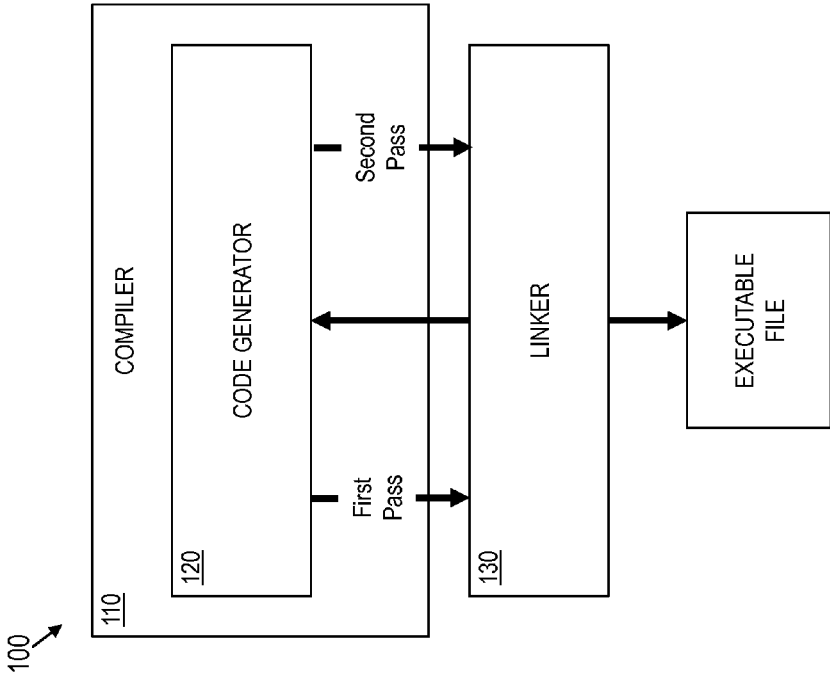 100
110
COMPILER
120
CODE GENERATOR
First
Pass
Second
Pass
130
LINKER
EXECUTABLE
FILE